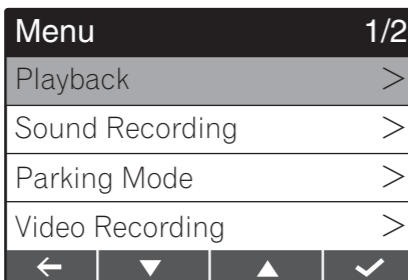 Menu 1/2
Playback >
Sound Recording >
Parking Mode >
Video Recording >